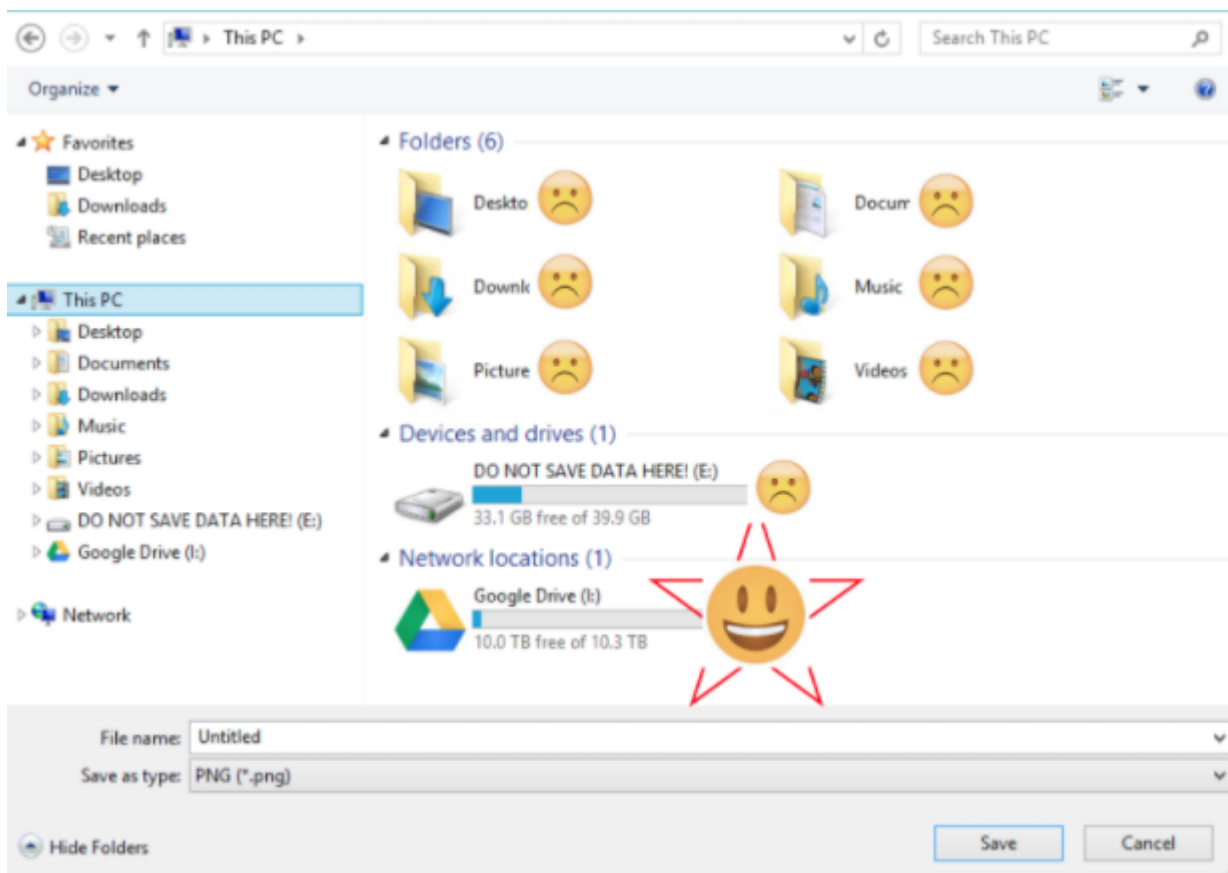 This PC
Search This PC
Organize
Favorites
Desktop
Downloads
Recent places
This PC
Desktop
Documents
Downloads
Music
Pictures
Videos
DO NOT SAVE DATA HERE! (E:)
Google Drive (I:)
Network
Folders (6)
Deskto
Docum
Downlo
Music
Picture
Videos
Devices and drives (1)
DO NOT SAVE DATA HERE! (E:)
33.1 GB free of 39.9 GB
Network locations (1)
Google Drive (I:)
10.0 TB free of 10.3 TB
File name: Untitled
Save as type: PNG (*.png)
Hide Folders
Save
Cancel